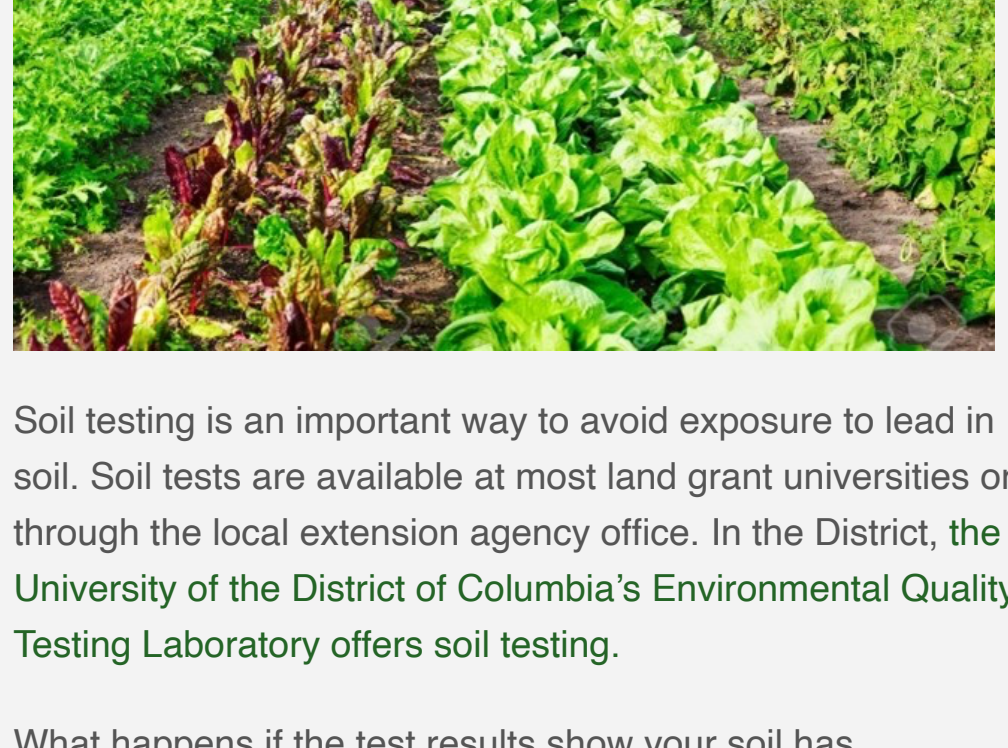 Soil testing is an important way to avoid exposure to lead in
soil. Soil tests are available at most land grant universities or
through the local extension agency office. In the District, the
University of the District of Columbia’s Environmental Quality
Testing Laboratory offers soil testing.
What happens if the test results show your soil has